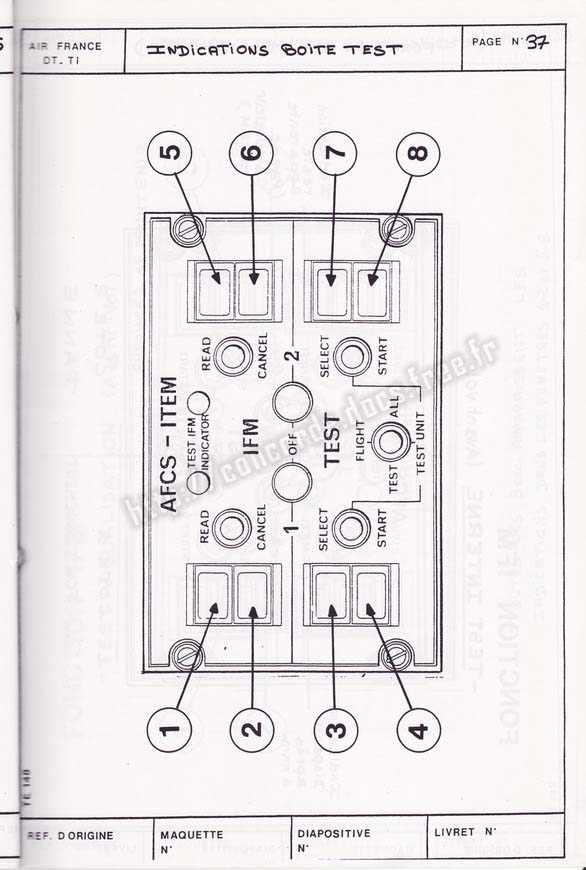 AIR FRANCE
DT. TI
INDICATIONS BOITE TEST
PAGE N° 37
5
6
7
8
READ
CANCEL
2
SELECT
START
AFCS - ITEM
TEST IFM
INDICATOR
IFM
OFF
TEST
FLIGHT
ALL
TEST
TEST UNIT
READ
CANCEL
1
SELECT
START
1
2
3
4
http://concorde.docs.free.fr
TE 148
REF. D'ORIGINE
MAQUETTE
N°
DIAPOSITIVE
N°
LIVRET N°